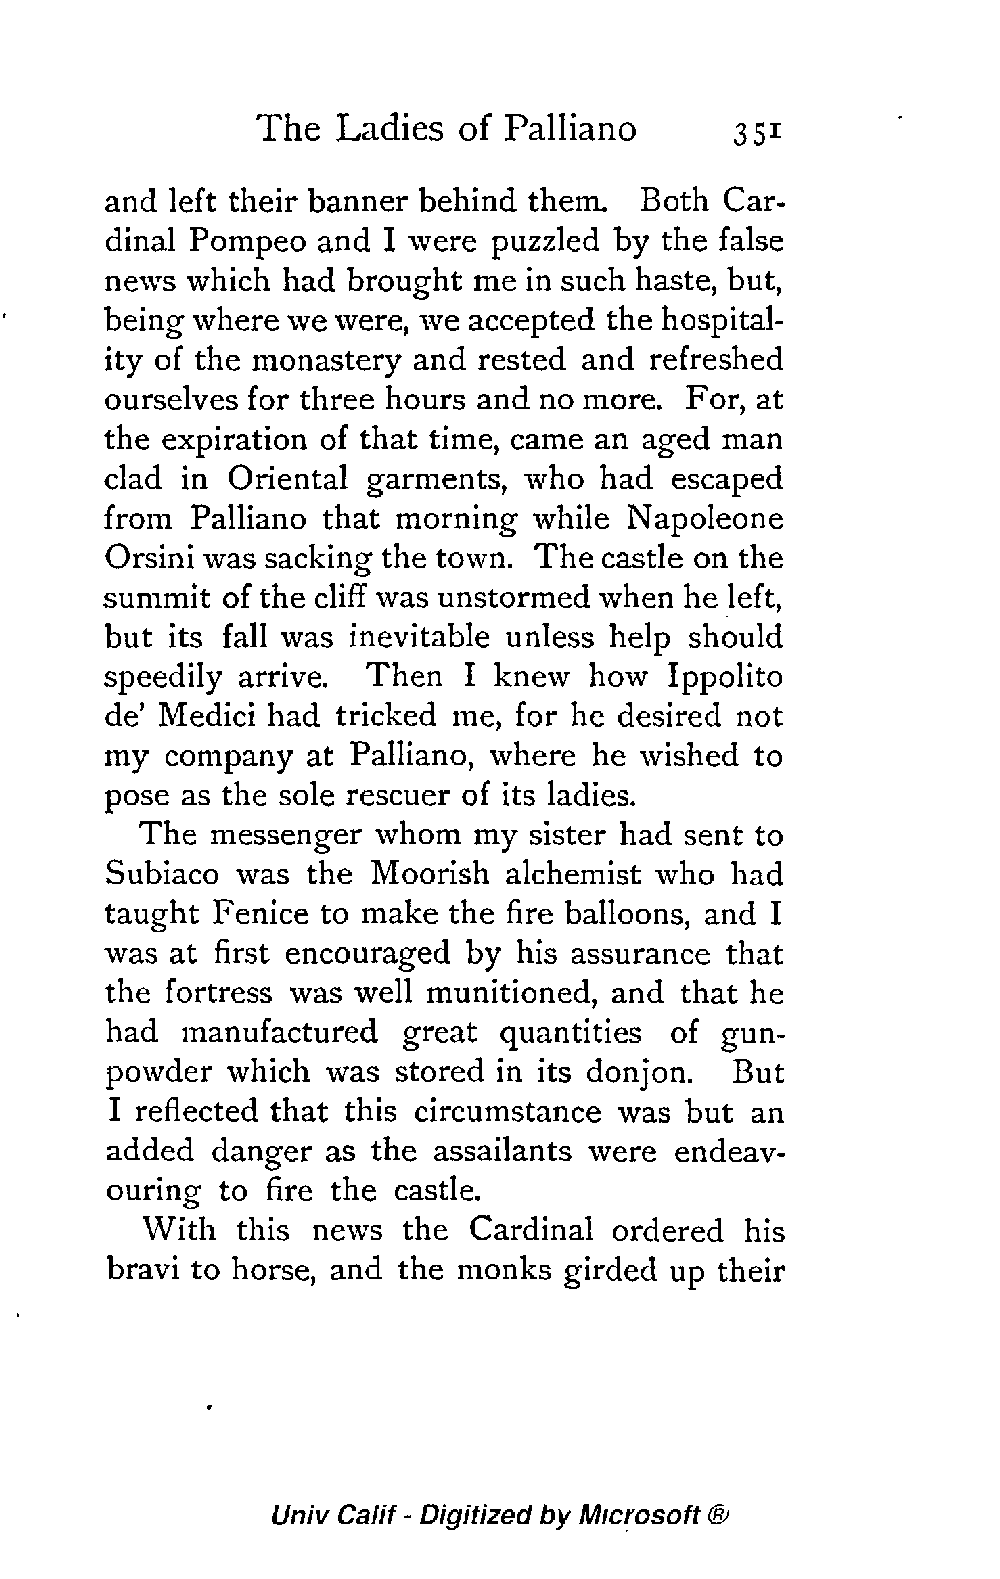 The Ladies of Palliano 351
and left their banner behind them. Both Car-
dinal Pompeo and I were puzzled by the false
news which had brought me in such haste, but,
being where we were, we accepted the hospital-
ity of the monastery and rested and refreshed
ourselves for three hours and no more. For, at
the expiration of that time, came an aged man
clad in Oriental garments, who had escaped
from Palliano that morning while Napoleone
Orsini was sacking the town. The castle on the
summit of the cliff was unstormed when he left,
but its fall was inevitable unless help should
speedily arrive. Then I knew how Ippolito
de' Medici had tricked me, for he desired not
my company at Palliano, where he wished to
pose as the sole rescuer of its ladies.
The messenger whom my sister had sent to
Subiaco was the Moorish alchemist who had
taught Fenice to make the fire balloons, and I
was at first encouraged by his assurance that
the fortress was well munitioned, and that he
had manufactured great quantities of gun-
powder which was stored in its donjon. But
I reflected that this circumstance was but an
added danger as the assailants were endeav-
ouring to fire the castle.
With this news the Cardinal ordered his
bravi to horse, and the monks girded up their
Univ Calif - Digitized by Microsoft ®